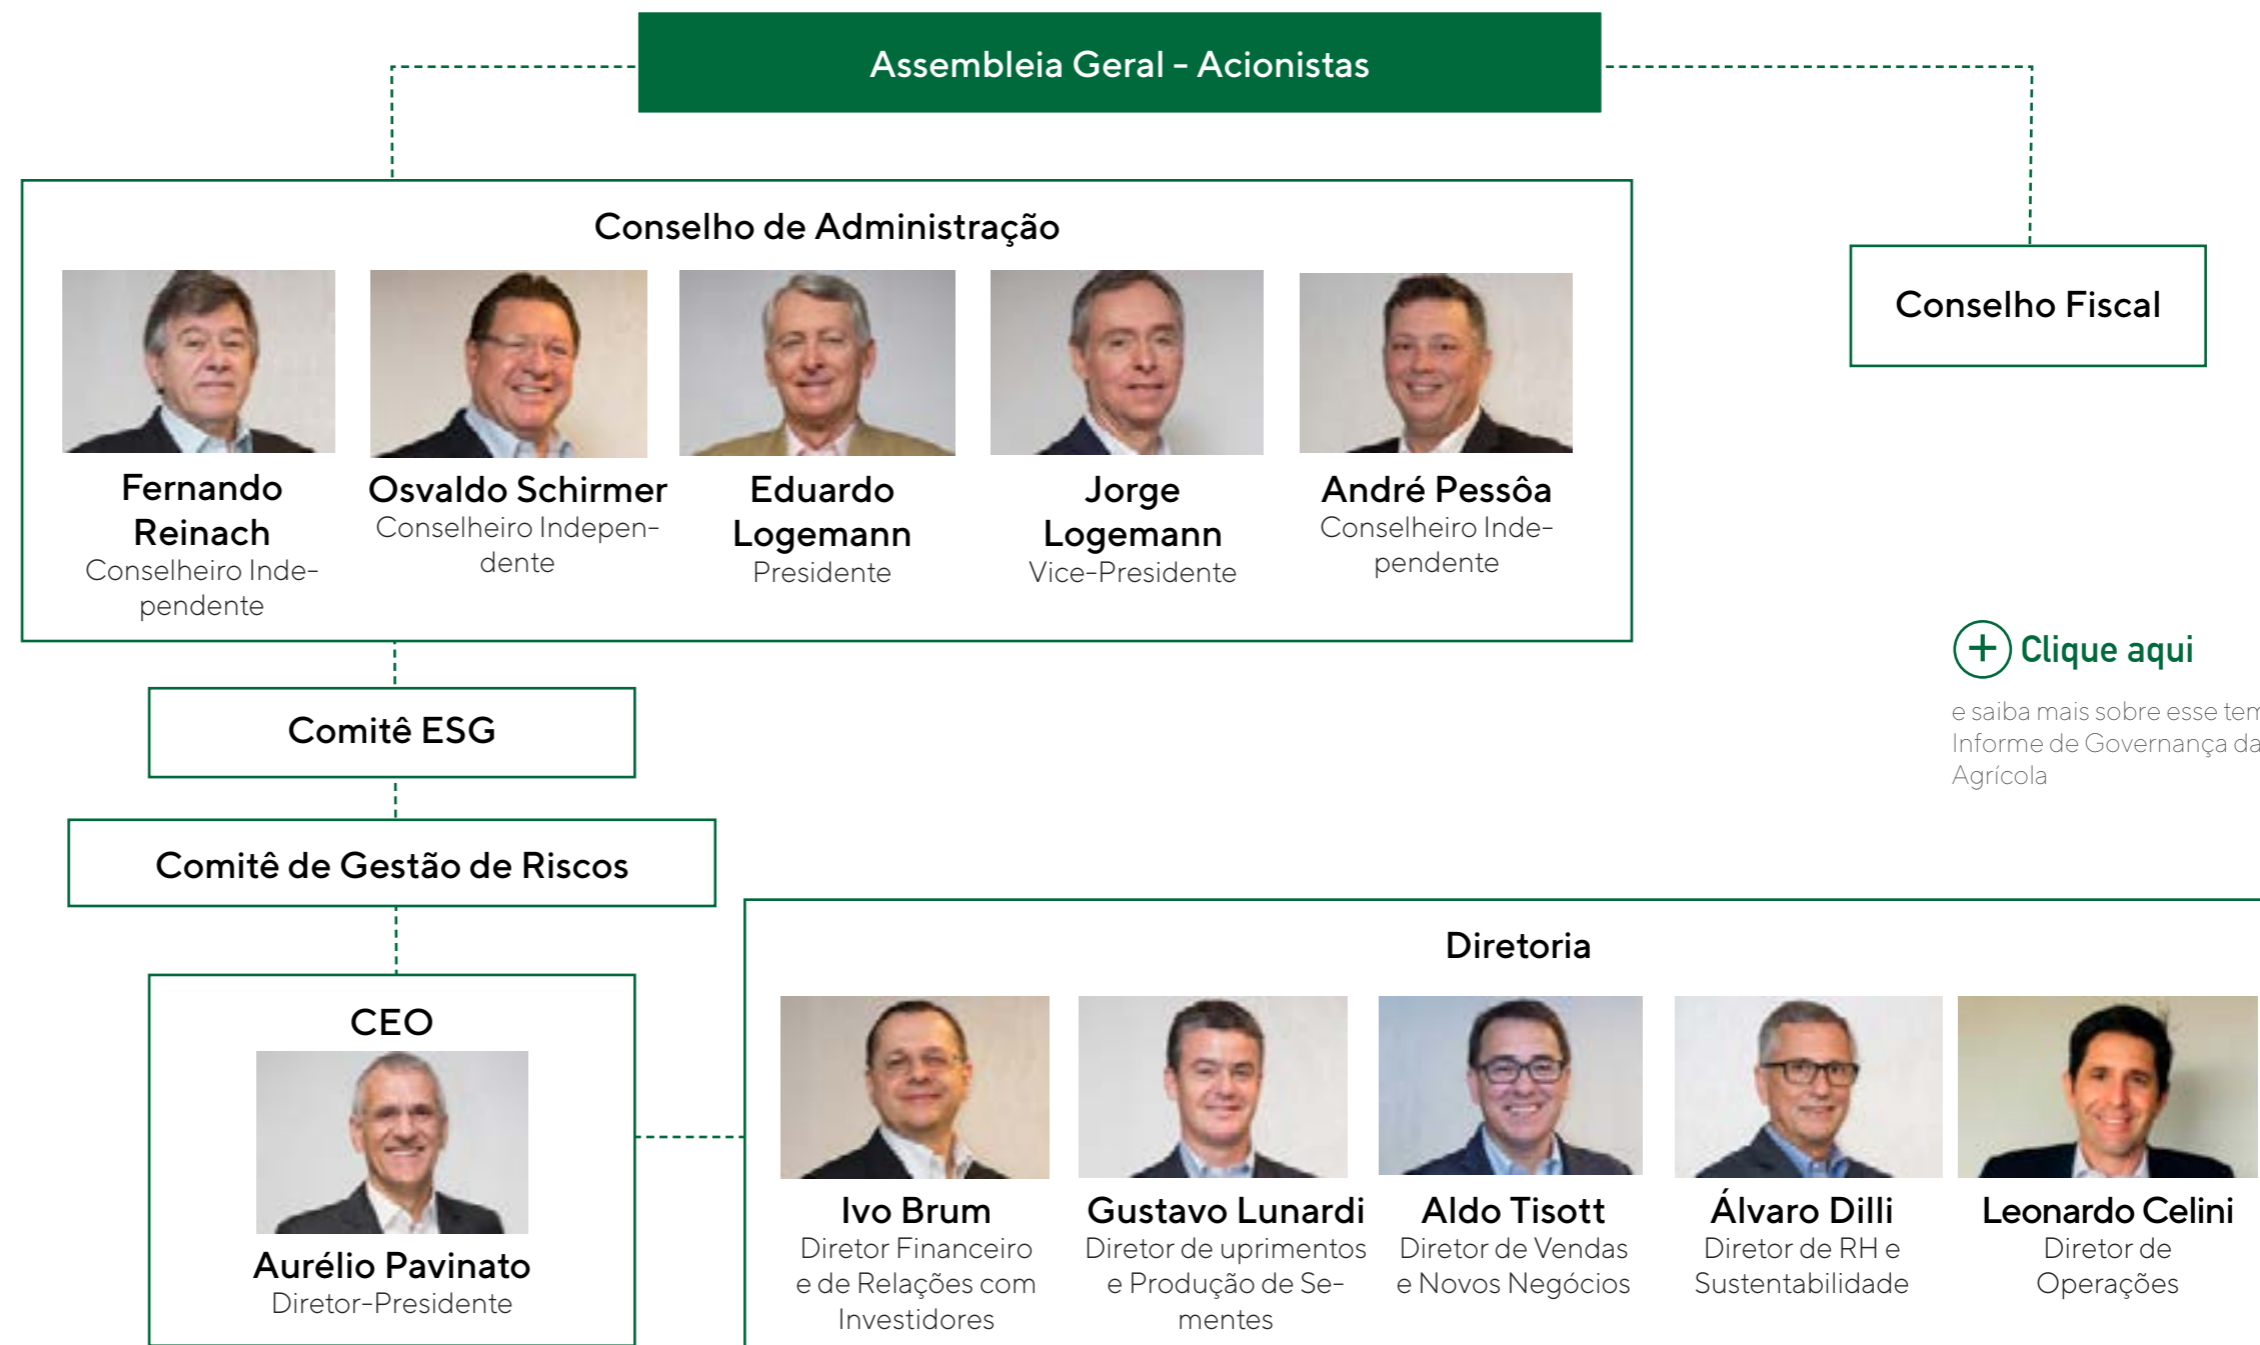 Assembleia Geral - Acionistas
Conselho de Administração
Fernando
Reinach
Conselheiro Inde-
pendente
Osvaldo Schirmer
Conselheiro Indepen-
dente
Eduardo
Logemann
Presidente
Jorge
Logemann
Vice-Presidente
André Pessôa
Conselheiro Inde-
pendente
Conselho Fiscal
+ Clique aqui
e saiba mais sobre esse tem
Informe de Governança da
Agrícola
Comitê ESG
Comitê de Gestão de Riscos
CEO
Aurélio Pavinato
Diretor-Presidente
Diretoria
Ivo Brum
Diretor Financeiro
e de Relações com
Investidores
Gustavo Lunardi
Diretor de uprimentos
e Produção de Se-
mentes
Aldo Tisott
Diretor de Vendas
e Novos Negócios
Álvaro Dilli
Diretor de RH e
Sustentabilidade
Leonardo Celini
Diretor de
Operações